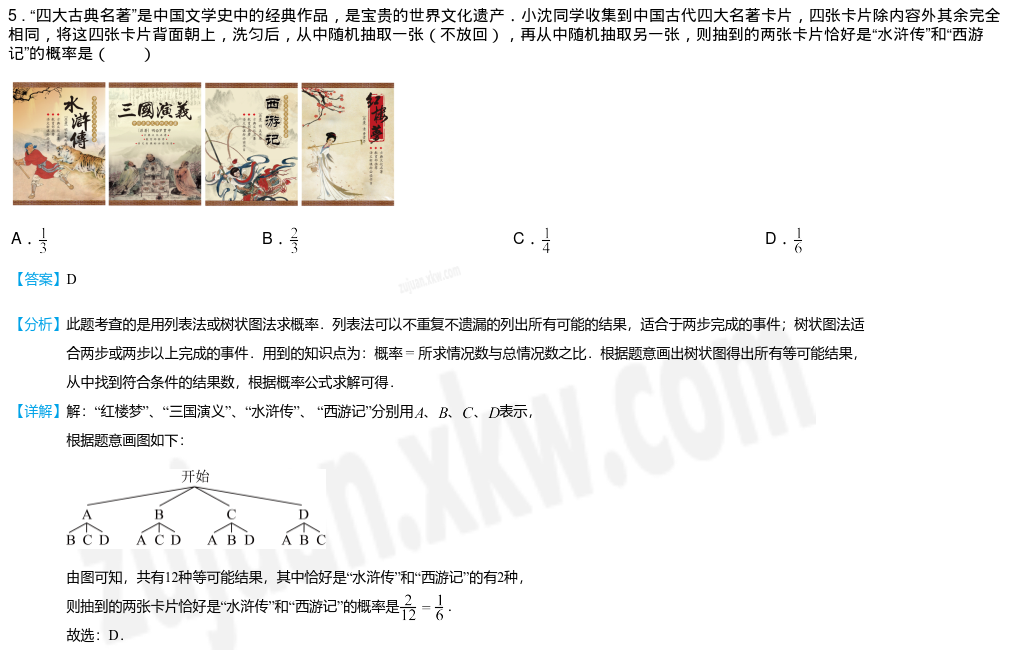 5．“四大古典名著”是中国文学史中的经典作品，是宝贵的世界文化遗产．小沈同学收集到中国古代四大名著卡片，四张卡片除内容外其余完全
相同，将这四张卡片背面朝上，洗匀后，从中随机抽取一张（不放回），再从中随机抽取另一张，则抽到的两张卡片恰好是“水浒传”和“西游
记”的概率是（　　）
水浒傳
三國演義
西游记
红楼梦
A．1/3 B．2/3 C．1/4 D．1/6
【答案】D
zujuan.xkw.com
【分析】此题考查的是用列表法或树状图法求概率．列表法可以不重复不遗漏的列出所有可能的结果，适合于两步完成的事件；树状图法适
合两步或两步以上完成的事件．用到的知识点为：概率＝所求情况数与总情况数之比．根据题意画出树状图得出所有等可能结果，
从中找到符合条件的结果数，根据概率公式求解可得．
【详解】解：“红楼梦”、“三国演义”、“水浒传”、 “西游记”分别用A、B、C、D表示，
根据题意画图如下：
开始
A B C D
B C D A C D A B D A B C
由图可知，共有12种等可能结果，其中恰好是“水浒传”和“西游记”的有2种，
则抽到的两张卡片恰好是“水浒传”和“西游记”的概率是2/12=1/6．
故选：D．
zujuan.xkw.com